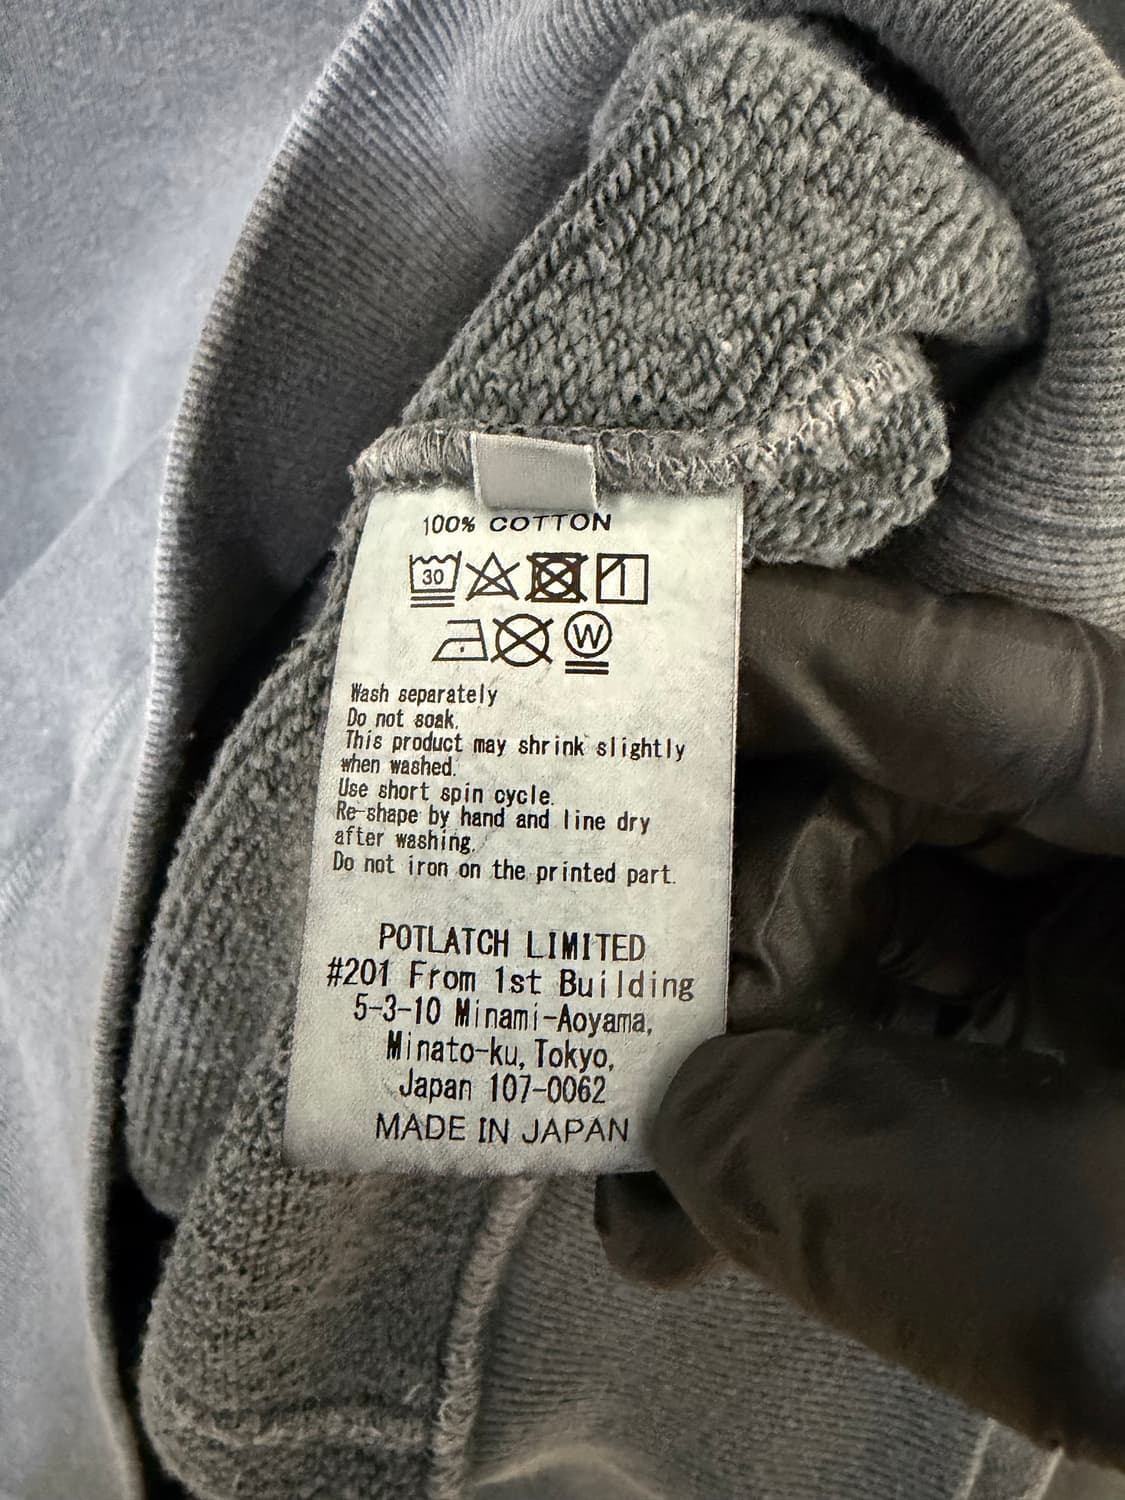 100% COTTON
30
W
Wash separately
Do not soak.
This product may shrink slightly
when washed.
Use short spin cycle.
Re-shape by hand and line dry
after washing.
Do not iron on the printed part.
POTLATCH LIMITED
#201 From 1st Building
5-3-10 Minami-Aoyama,
Minato-ku, Tokyo,
Japan 107-0062
MADE IN JAPAN